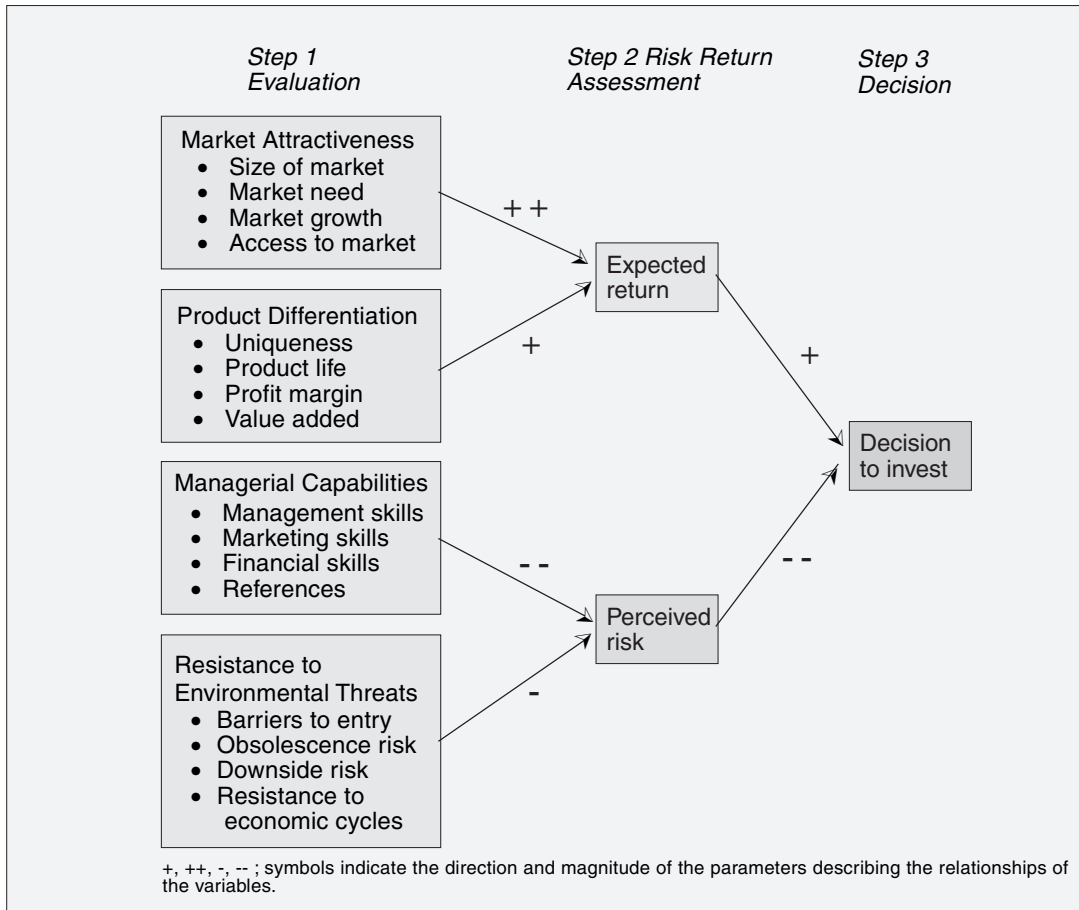 Step 1
Evaluation
Step 2 Risk Return
Assessment
Step 3
Decision
Market Attractiveness
• Size of market
• Market need
• Market growth
• Access to market
++
Product Differentiation
• Uniqueness
• Product life
• Profit margin
• Value added
+
Expected
return
+
Managerial Capabilities
• Management skills
• Marketing skills
• Financial skills
• References
--
Resistance to
Environmental Threats
• Barriers to entry
• Obsolescence risk
• Downside risk
• Resistance to
economic cycles
-
Perceived
risk
--
Decision
to invest
+, ++, -, -- ; symbols indicate the direction and magnitude of the parameters describing the relationships of
the variables.